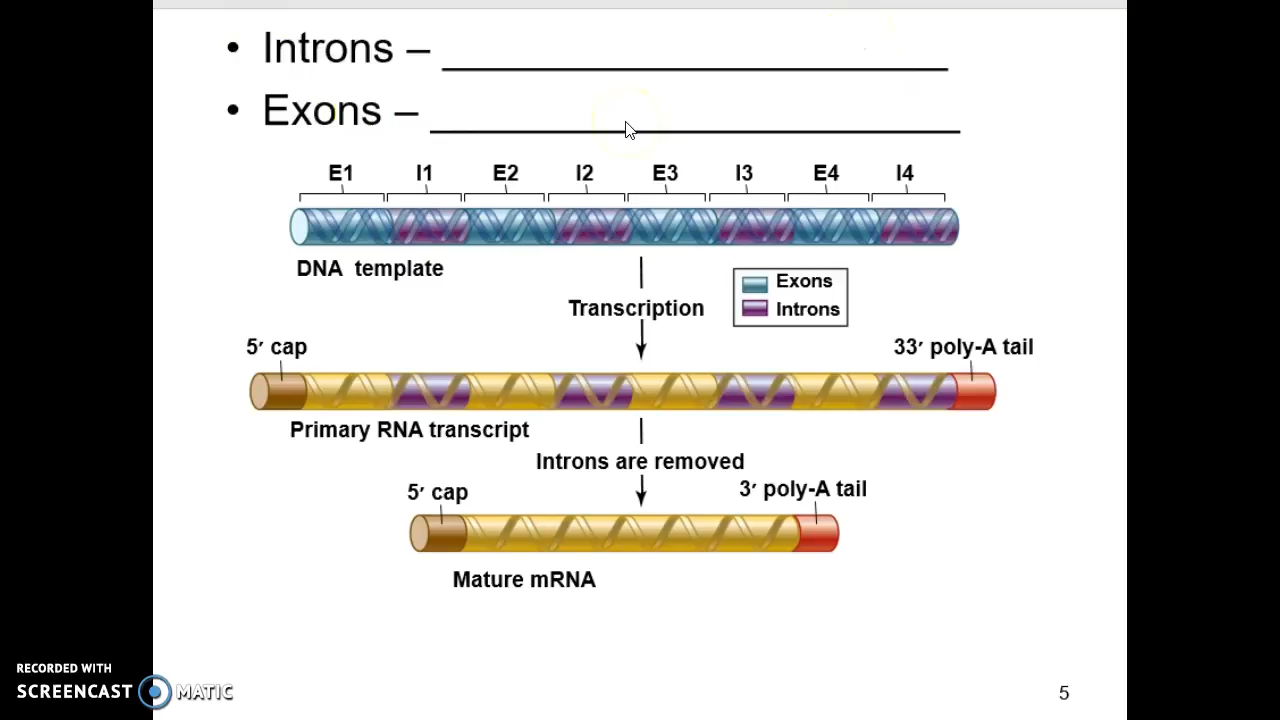 • Introns – ____________________
• Exons – ____________________
E1 I1 E2 I2 E3 I3 E4 I4
DNA template
Exons
Transcription
Introns
5′ cap
33′ poly-A tail
Primary RNA transcript
Introns are removed
5′ cap
3′ poly-A tail
Mature mRNA
RECORDED WITH
SCREENCAST MATIC
5